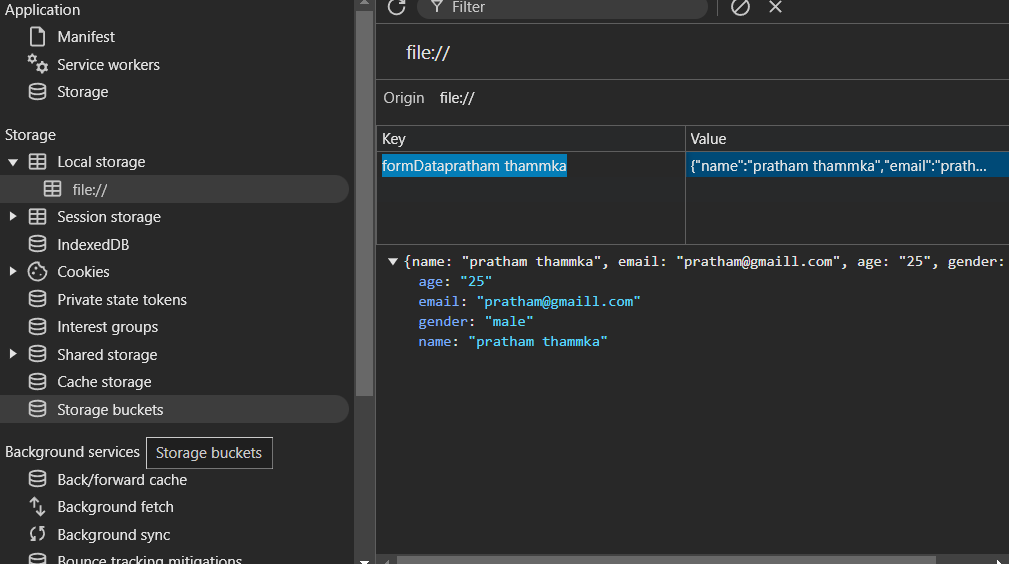 Application
Manifest
Service workers
Storage
Storage
Local storage
file://
Session storage
IndexedDB
Cookies
Private state tokens
Interest groups
Shared storage
Cache storage
Storage buckets
Background services
Storage buckets
Back/forward cache
Background fetch
Background sync
Bounce tracking mitigations
Filter
file://
Origin file://
Key Value
formDatapratham thammka {"name":"pratham thammka","email":"prath...
{name: "pratham thammka", email: "pratham@gmaill.com", age: "25", gender:
age: "25"
email: "pratham@gmaill.com"
gender: "male"
name: "pratham thammka"